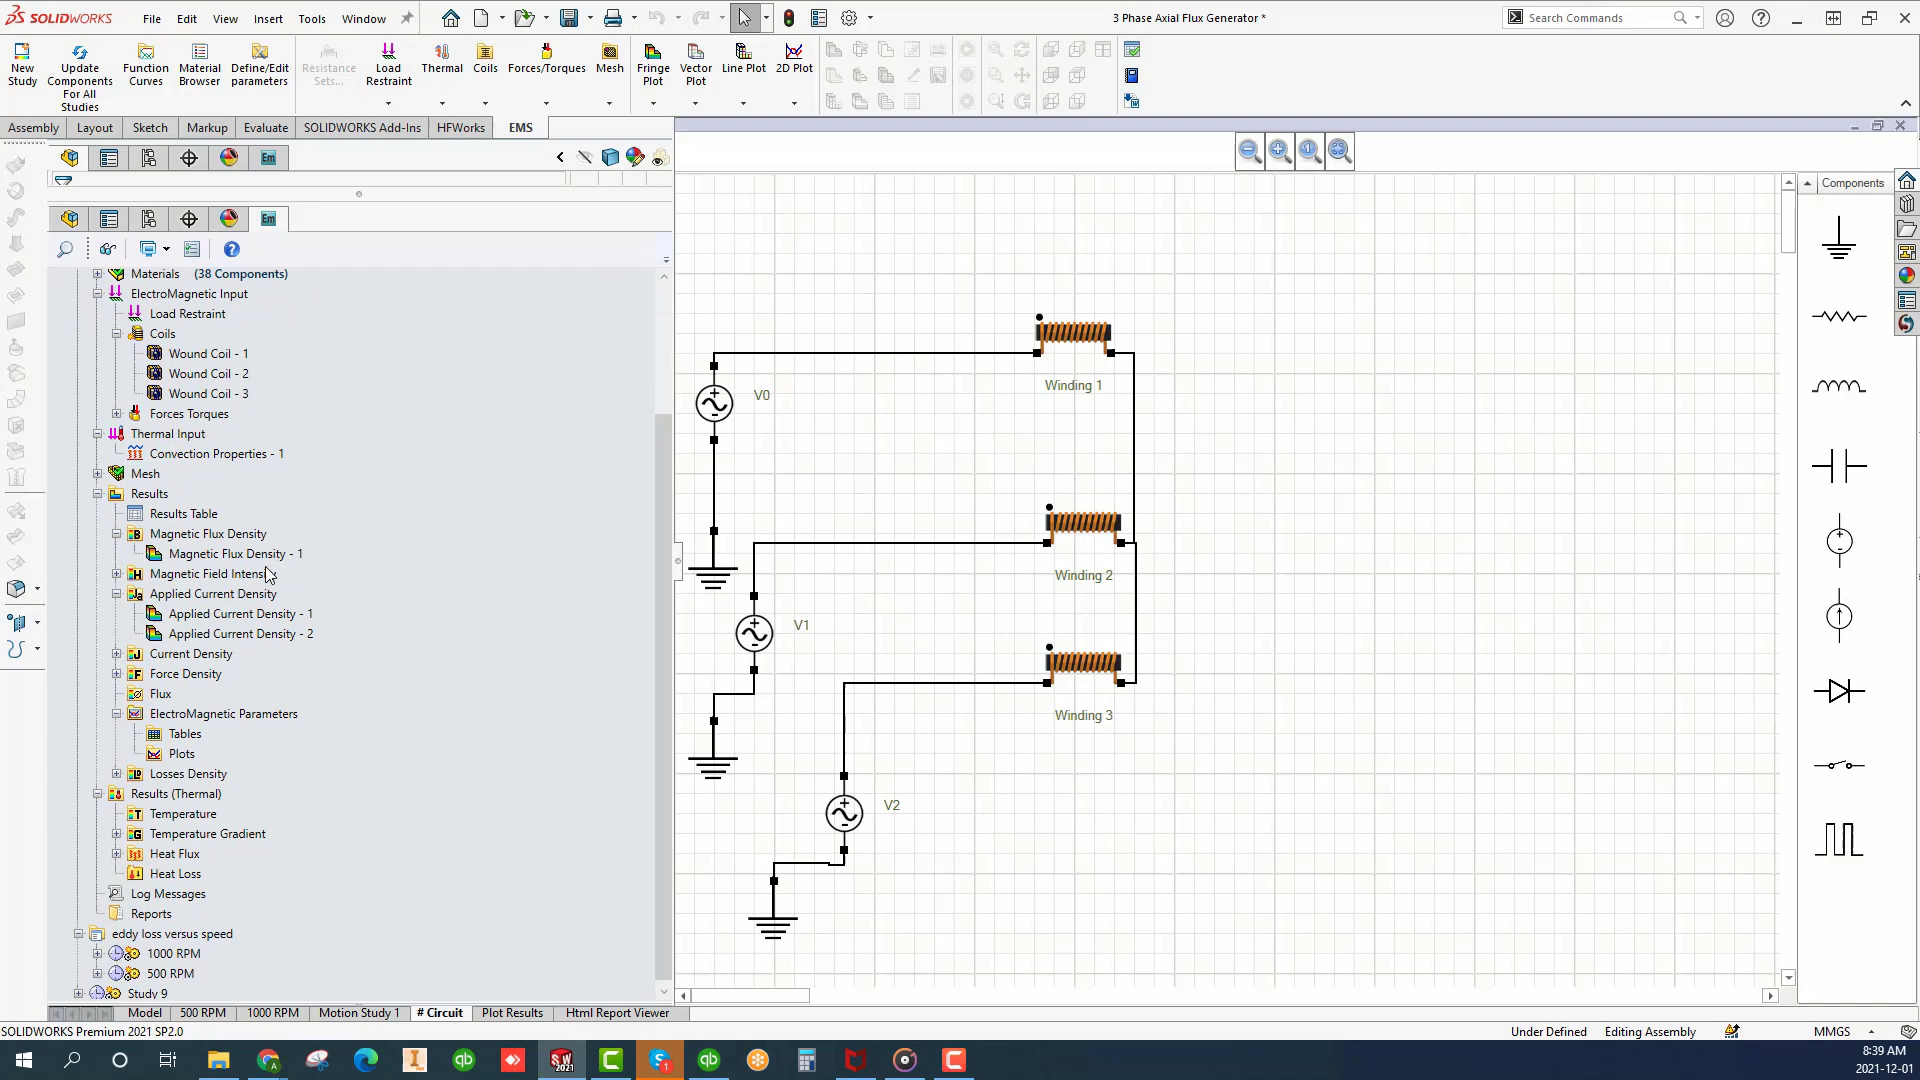 SOLIDWORKS File Edit View Insert Tools Window 3 Phase Axial Flux Generator * Search Commands
New Study
Update Components For All Studies
Function Curves
Material Browser
Define/Edit parameters
Resistance Sets...
Load Restraint
Thermal
Coils
Forces/Torques
Mesh
Fringe Plot
Vector Plot
Line Plot
2D Plot
Assembly Layout Sketch Markup Evaluate SOLIDWORKS Add-Ins HFWorks EMS
Em
Em
Components
Materials (38 Components)
ElectroMagnetic Input
Load Restraint
Coils
Wound Coil - 1
Wound Coil - 2
Wound Coil - 3
Forces Torques
Thermal Input
Convection Properties - 1
Mesh
Results
Results Table
Magnetic Flux Density
Magnetic Flux Density - 1
Magnetic Field Intensi
Applied Current Density
Applied Current Density - 1
Applied Current Density - 2
Current Density
Force Density
Flux
ElectroMagnetic Parameters
Tables
Plots
Losses Density
Results (Thermal)
Temperature
Temperature Gradient
Heat Flux
Heat Loss
Log Messages
Reports
eddy loss versus speed
1000 RPM
500 RPM
Study 9
Winding 1
V0
Winding 2
V1
Winding 3
V2
Model 500 RPM 1000 RPM Motion Study 1 # Circuit Plot Results Html Report Viewer
SOLIDWORKS Premium 2021 SP2.0 Under Defined Editing Assembly MMGS
8:39 AM
2021-12-01